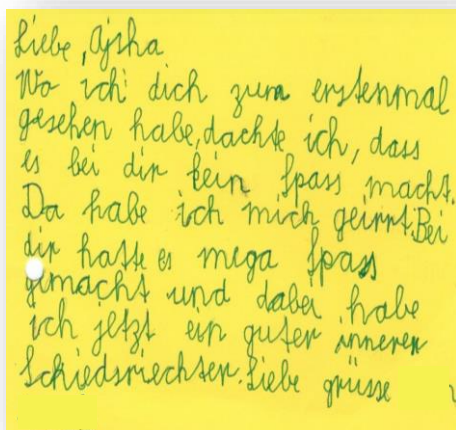 Liebe, Ajsha
Wo ich dich zum erstenmal
gesehen habe, dachte ich, dass
es bei dir kein spass macht.
Da habe ich mich geirrt. Bei
dir hatte es mega spass
gemacht und dabei habe
ich jetzt ein guter inneren
Schiedsriechter. Liebe grüsse